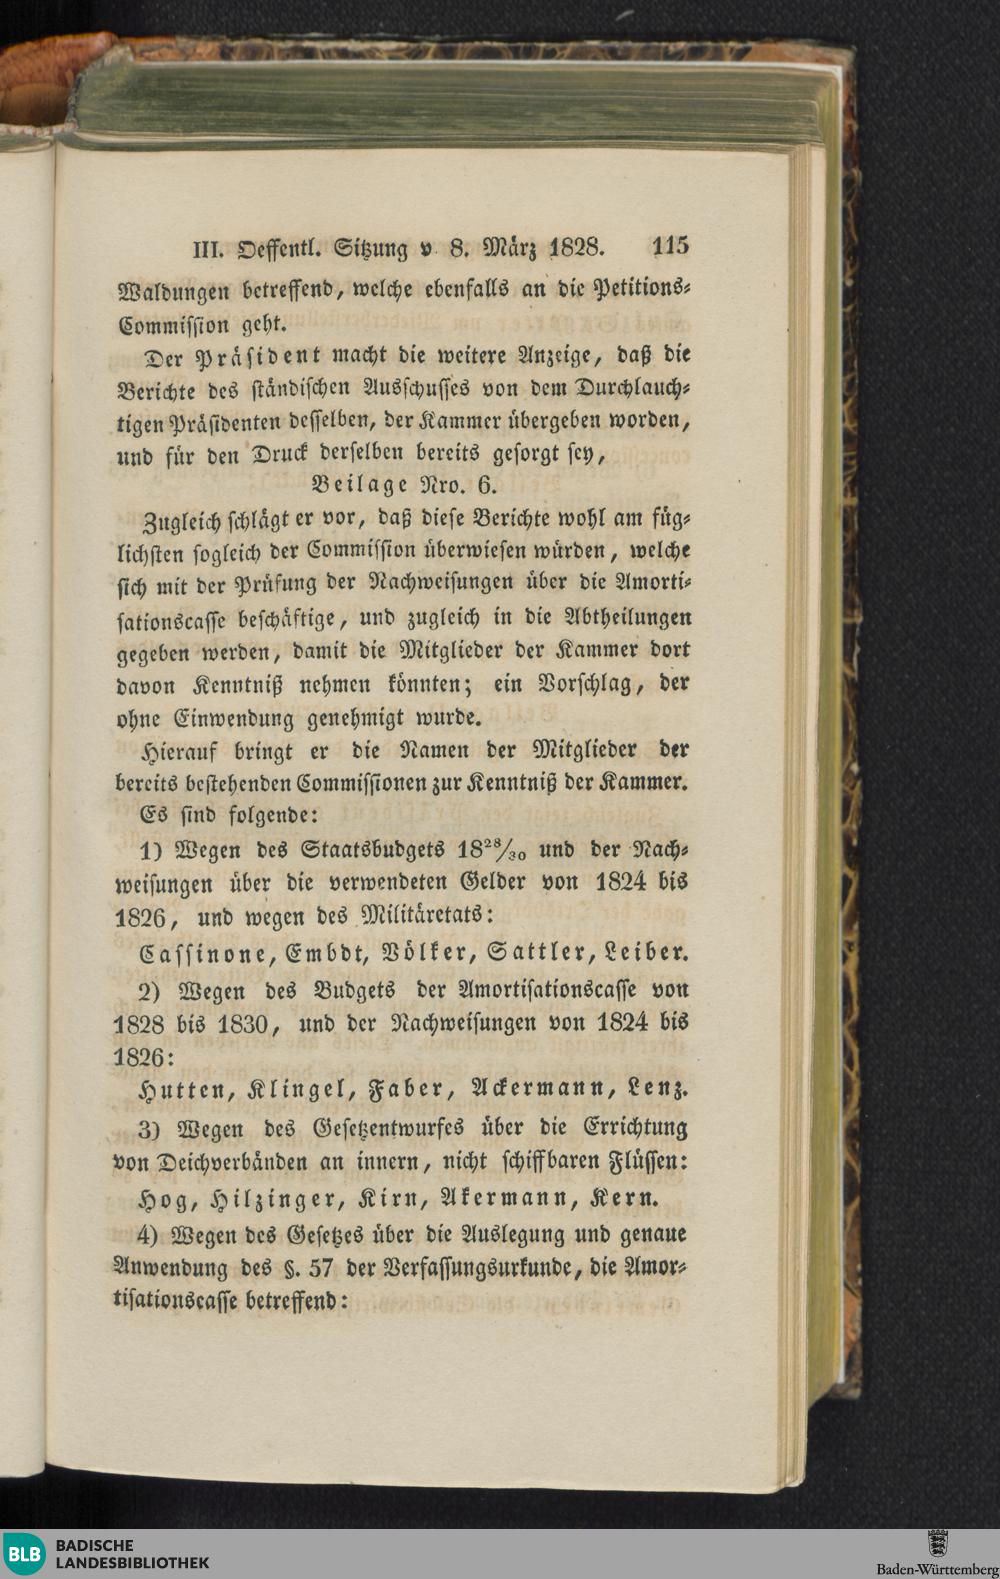 III. Oeffentl. Sitzung v. 8. März 1828. 115
Waldungen betreffend, welche ebenfalls an die Petitions-
Commission geht.
Der Präsident macht die weitere Anzeige, daß die
Berichte des ständischen Ausschusses von dem Durchlauch-
tigen Präsidenten desselben, der Kammer übergeben worden,
und für den Druck derselben bereits gesorgt sey,
Beilage Nro. 6.
Zugleich schlägt er vor, daß diese Berichte wohl am füg-
lichsten sogleich der Commission überwiesen würden, welche
sich mit der Prüfung der Nachweisungen über die Amorti-
sationscasse beschäftige, und zugleich in die Abtheilungen
gegeben werden, damit die Mitglieder der Kammer dort
davon Kenntniß nehmen könnten; ein Vorschlag, der
ohne Einwendung genehmigt wurde.
Hierauf bringt er die Namen der Mitglieder der
bereits bestehenden Commissionen zur Kenntniß der Kammer.
Es sind folgende:
1) Wegen des Staatsbudgets 18²⁸/₃₀ und der Nach-
weisungen über die verwendeten Gelder von 1824 bis
1826, und wegen des Militäretats:
Cassinone, Embdt, Völker, Sattler, Leiber.
2) Wegen des Budgets der Amortisationscasse von
1828 bis 1830, und der Nachweisungen von 1824 bis
1826:
Hutten, Klingel, Faber, Ackermann, Lenz.
3) Wegen des Gesetzentwurfes über die Errichtung
von Deichverbänden an innern, nicht schiffbaren Flüssen:
Hog, Hilzinger, Kirn, Akermann, Kern.
4) Wegen des Gesetzes über die Auslegung und genaue
Anwendung des §. 57 der Verfassungsurkunde, die Amor-
tisationscasse betreffend:
BLB
BADISCHE
LANDESBIBLIOTHEK
Baden-Württemberg